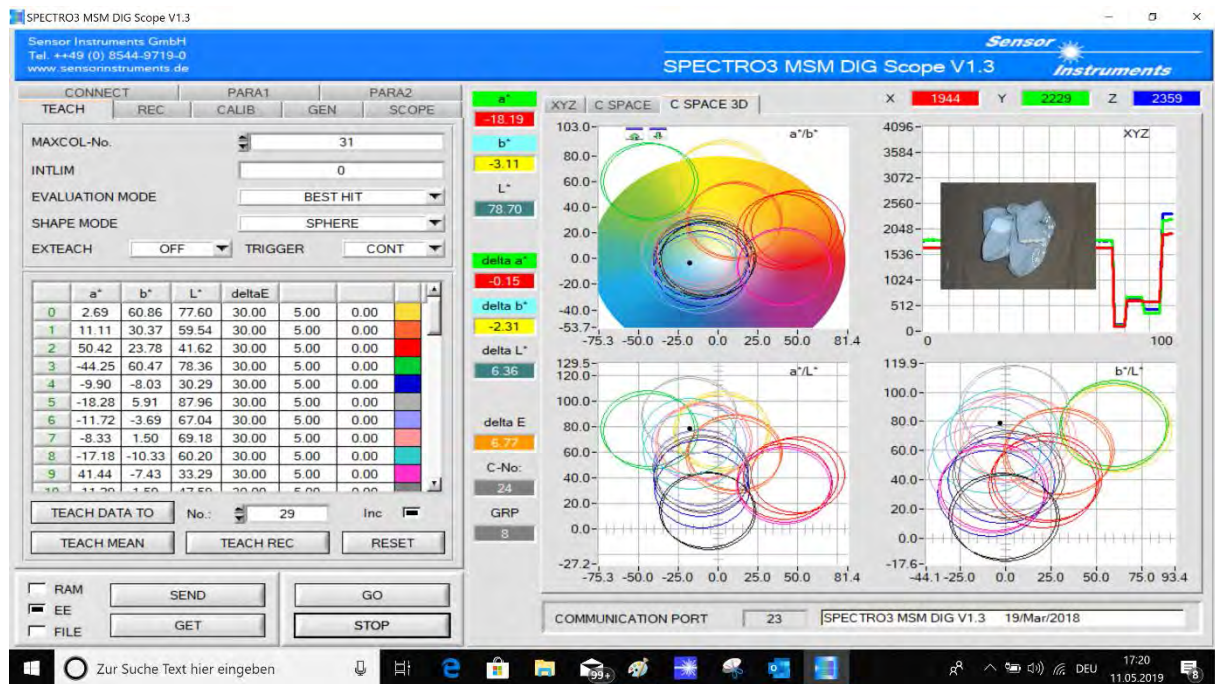 SPECTRO3 MSM DIG Scope V1.3
Sensor Instruments GmbH
Tel. ++49 (0) 8544-9719-0
www.sensorinstruments.de
Sensor
Instruments
SPECTRO3 MSM DIG Scope V1.3
CONNECT PARA1 PARA2
TEACH REC CALIB GEN SCOPE
MAXCOL-No. 31
INTLIM 0
EVALUATION MODE BEST HIT
SHAPE MODE SPHERE
EXTEACH OFF TRIGGER CONT
a* b* L* deltaE
0 2.69 60.86 77.60 30.00 5.00 0.00
1 11.11 30.37 59.54 30.00 5.00 0.00
2 50.42 23.78 41.62 30.00 5.00 0.00
3 -44.25 60.47 78.36 30.00 5.00 0.00
4 -9.90 -8.03 30.29 30.00 5.00 0.00
5 -18.28 5.91 87.96 30.00 5.00 0.00
6 -11.72 -3.69 67.04 30.00 5.00 0.00
7 -8.33 1.50 69.18 30.00 5.00 0.00
8 -17.18 -10.33 60.20 30.00 5.00 0.00
9 41.44 -7.43 33.29 30.00 5.00 0.00
TEACH DATA TO No.: 29 Inc
TEACH MEAN TEACH REC RESET
RAM
EE
FILE
SEND GO
GET STOP
a*
-18.19
b*
-3.11
L*
78.70
delta a*
-0.15
delta b*
-2.31
delta L*
6.36
delta E
6.77
C-No:
24
GRP
8
XYZ C SPACE C SPACE 3D
X 1944 Y 2229 Z 2359
a*/b*
103.0-
80.0-
60.0-
40.0-
20.0-
0.0-
-20.0-
-40.0-
-53.7-
-75.3 -50.0 -25.0 0.0 25.0 50.0 81.4
XYZ
4096-
3584-
3072-
2560-
2048-
1536-
1024-
512-
0-
0 100
a*/L*
129.5-
120.0-
100.0-
80.0-
60.0-
40.0-
20.0-
0.0-
-27.2-
-75.3 -50.0 -25.0 0.0 25.0 50.0 81.4
b*/L*
119.9-
100.0-
80.0-
60.0-
40.0-
20.0-
0.0-
-17.6-
-44.1 -25.0 0.0 25.0 50.0 75.0 93.4
COMMUNICATION PORT 23 SPECTRO3 MSM DIG V1.3 19/Mar/2018
Zur Suche Text hier eingeben
99+
DEU
17:20
11.05.2019
8